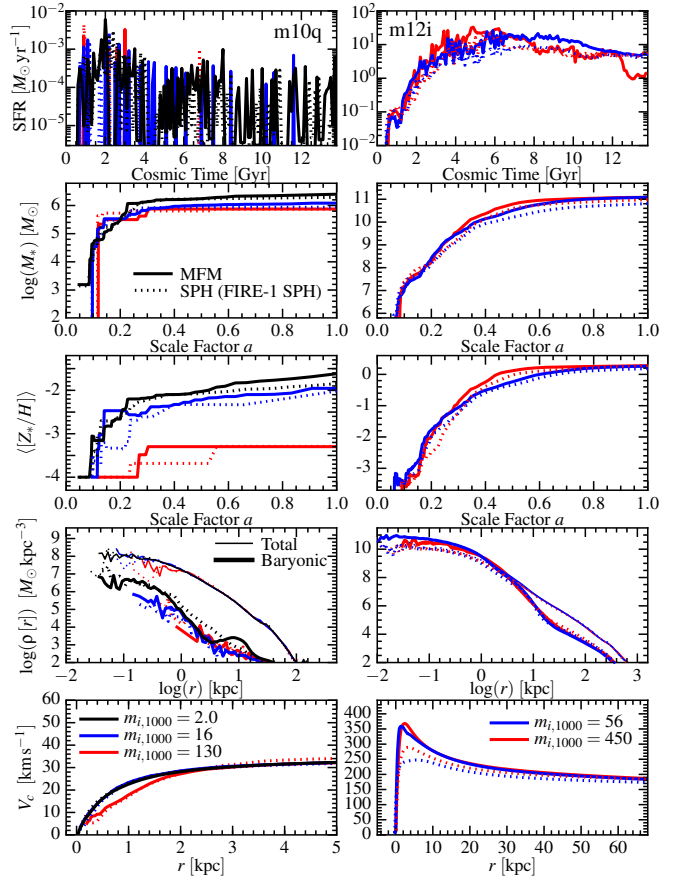 m10q
m12i
SFR [M⊙ yr⁻¹]
10⁻²
10⁻³
10⁻⁴
10⁻⁵
10²
10¹
10⁰
10⁻¹
10⁻²
0 2 4 6 8 10 12
0 2 4 6 8 10 12
Cosmic Time [Gyr]
Cosmic Time [Gyr]
log(M*) [M⊙]
6
5
4
3
2
11
10
9
8
7
6
MFM
SPH (FIRE-1 SPH)
0.0 0.2 0.4 0.6 0.8 1.0
0.0 0.2 0.4 0.6 0.8 1.0
Scale Factor a
Scale Factor a
⟨[Z*/H]⟩
-2
-3
-4
0
-1
-2
-3
0.0 0.2 0.4 0.6 0.8 1.0
0.0 0.2 0.4 0.6 0.8 1.0
Scale Factor a
Scale Factor a
log(ρ[r]) [M⊙ kpc⁻³]
9
8
7
6
5
4
3
2
10
8
6
4
2
Total
Baryonic
−2 −1 0 1 2
−2 −1 0 1 2 3
log(r) [kpc]
log(r) [kpc]
V_c [km s⁻¹]
60
50
40
30
20
10
0
400
350
300
250
200
150
100
50
0
m_i,1000 = 2.0
m_i,1000 = 16
m_i,1000 = 130
m_i,1000 = 56
m_i,1000 = 450
0 1 2 3 4 5
0 10 20 30 40 50 60
r [kpc]
r [kpc]